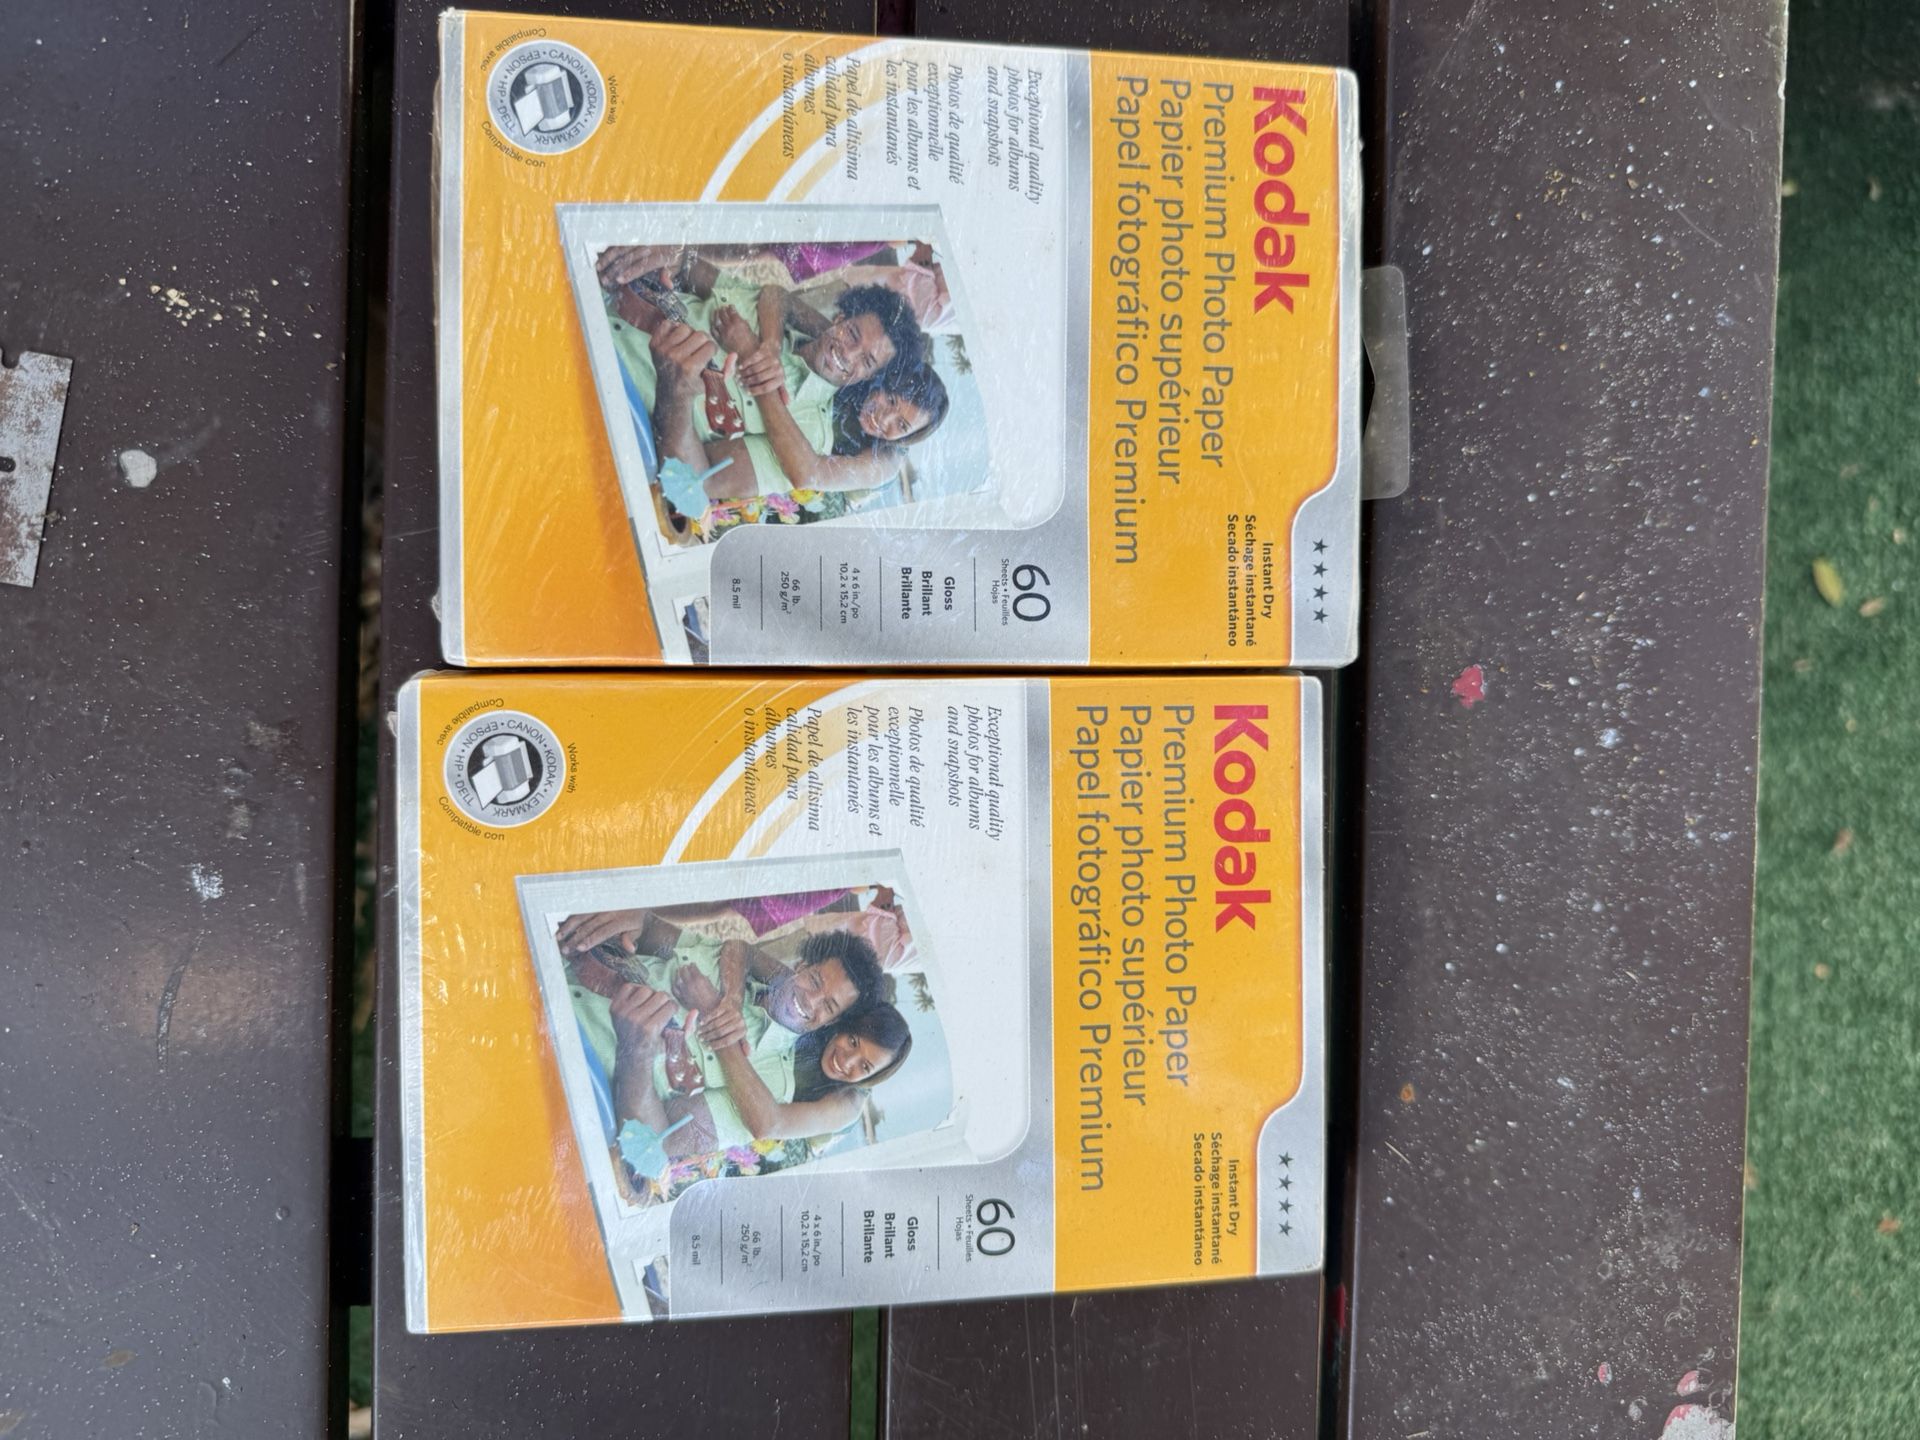 Kodak
Premium Photo Paper
Papier photo supérieur
Papel fotográfico Premium
Instant Dry
Séchage instantané
Secado instantáneo
Exceptional quality
photos for albums
and snapshots
Photos de qualité
exceptionnelle
pour les albums et
les instantanés
Papel de altísima
calidad para
álbumes
o instantáneas
60
Sheets • Feuilles
Hojas
Gloss
Brillant
Brillante
4 x 6 in./po
10,2 x 15,2 cm
66 lb.
250 g/m²
8.5 mil
Works with
CANON • KODAK • LEXMARK
• HP • DELL
EPSON
Compatible avec
Compatible con
Kodak
Premium Photo Paper
Papier photo supérieur
Papel fotográfico Premium
Instant Dry
Séchage instantané
Secado instantáneo
Exceptional quality
photos for albums
and snapshots
Photos de qualité
exceptionnelle
pour les albums et
les instantanés
Papel de altísima
calidad para
álbumes
o instantáneas
60
Sheets • Feuilles
Hojas
Gloss
Brillant
Brillante
4 x 6 in./po
10,2 x 15,2 cm
66 lb.
250 g/m²
8.5 mil
Works with
CANON • KODAK • LEXMARK
• HP • DELL
EPSON
Compatible avec
Compatible con